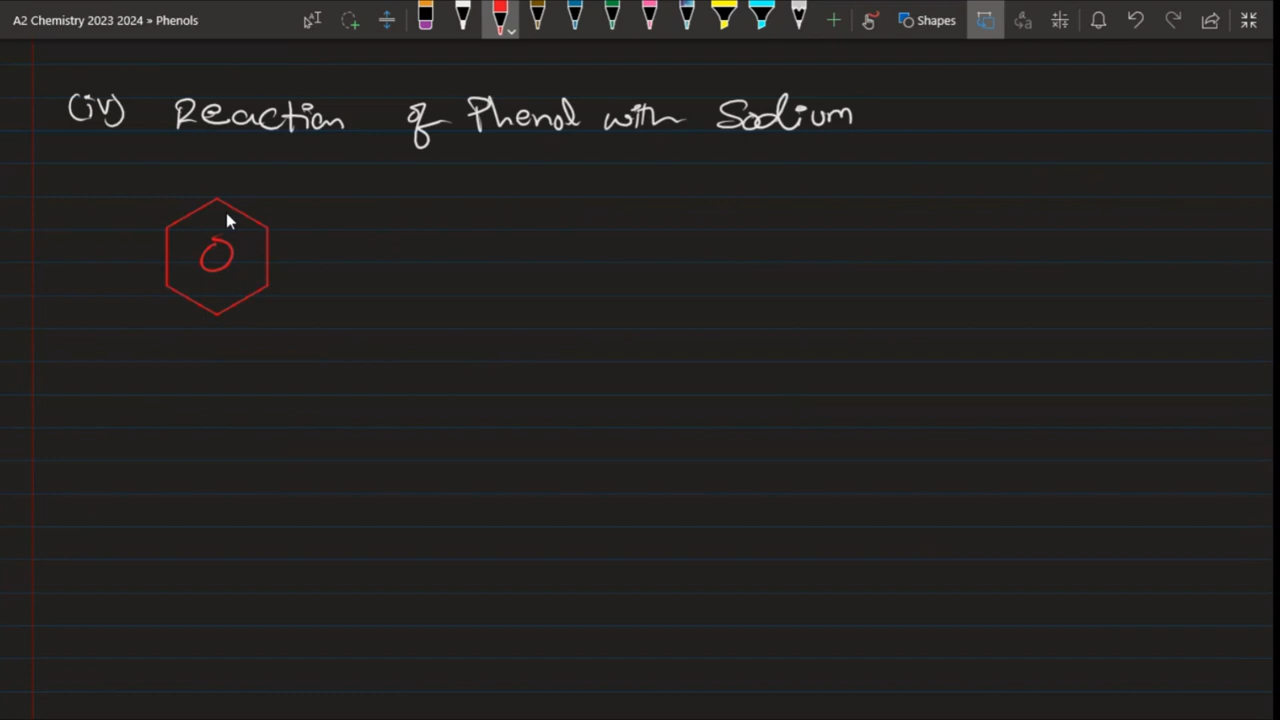 A2 Chemistry 2023 2024 » Phenols
Shapes
(iv) Reaction of Phenol with Sodium